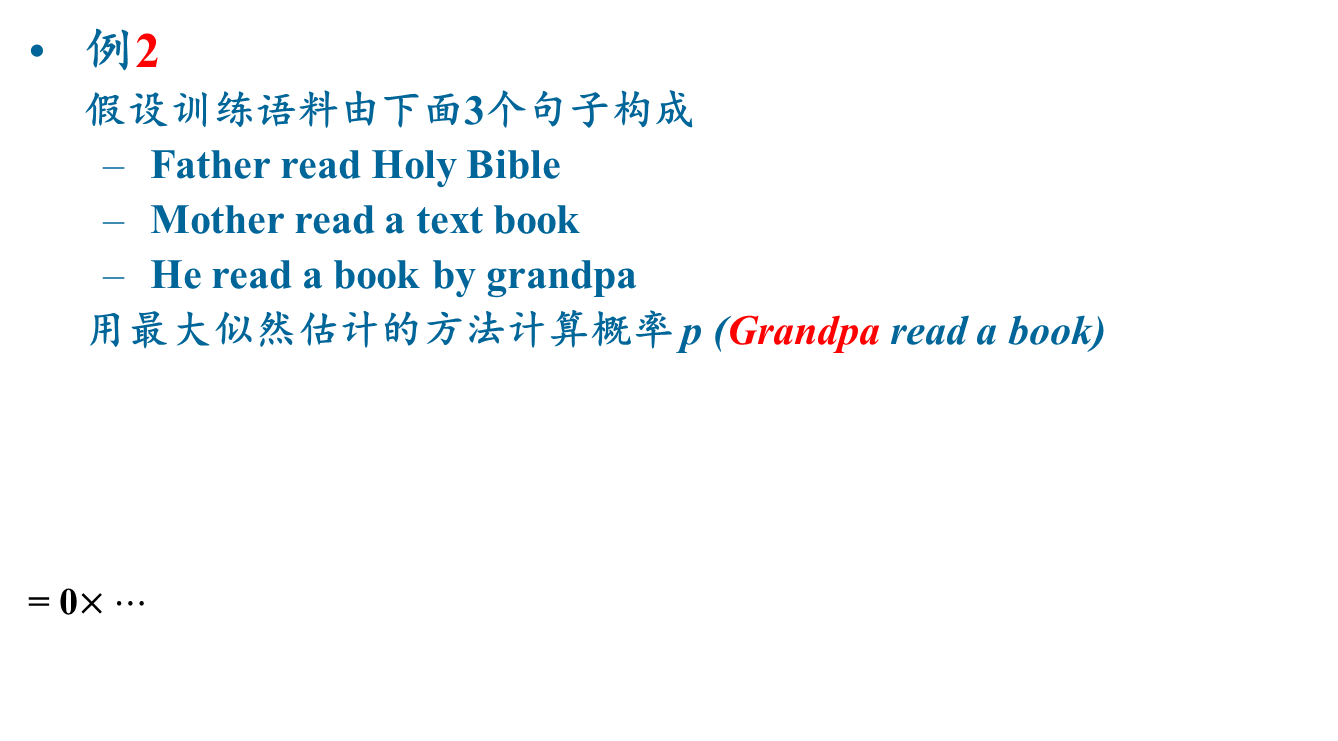 • 例2
假设训练语料由下面3个句子构成
– Father read Holy Bible
– Mother read a text book
– He read a book by grandpa
用最大似然估计的方法计算概率 p (Grandpa read a book)
= 0× ⋯